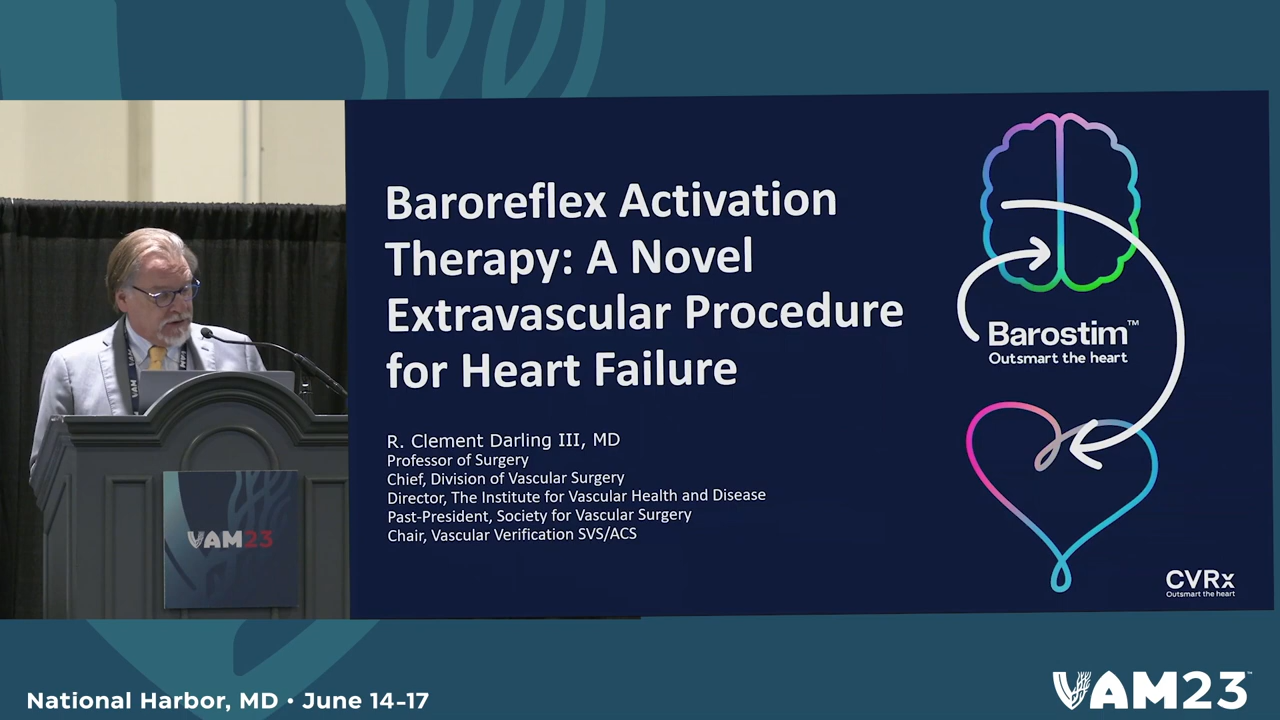 Baroreflex Activation
Therapy: A Novel
Extravascular Procedure
for Heart Failure
R. Clement Darling III, MD
Professor of Surgery
Chief, Division of Vascular Surgery
Director, The Institute for Vascular Health and Disease
Past-President, Society for Vascular Surgery
Chair, Vascular Verification SVS/ACS
Barostim™
Outsmart the heart
CVRx
Outsmart the heart
VAM23
National Harbor, MD • June 14-17
VAM23™